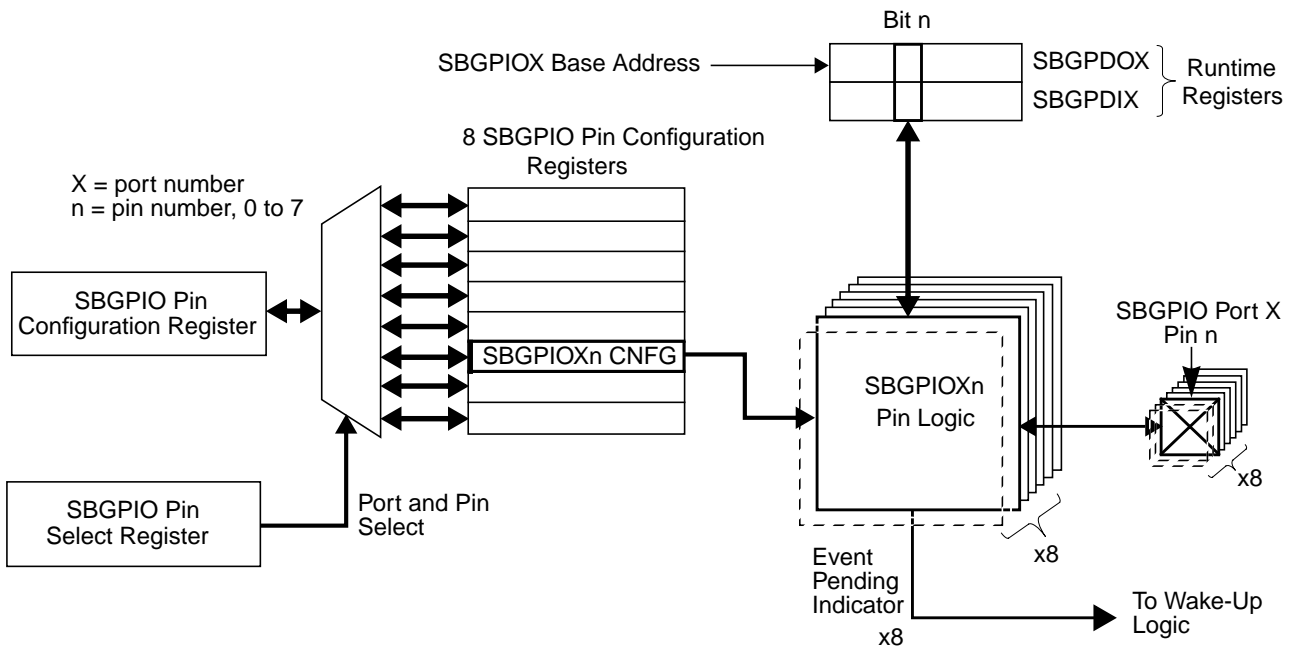 Bit n
SBGPIOX Base Address
SBGPDOX
SBGPDIX
Runtime
Registers
8 SBGPIO Pin Configuration
Registers
X = port number
n = pin number, 0 to 7
SBGPIO Pin
Configuration Register
SBGPIOXn CNFG
SBGPIOXn
Pin Logic
SBGPIO Port X
Pin n
x8
SBGPIO Pin
Select Register
Port and Pin
Select
x8
Event
Pending
Indicator
x8
To Wake-Up
Logic